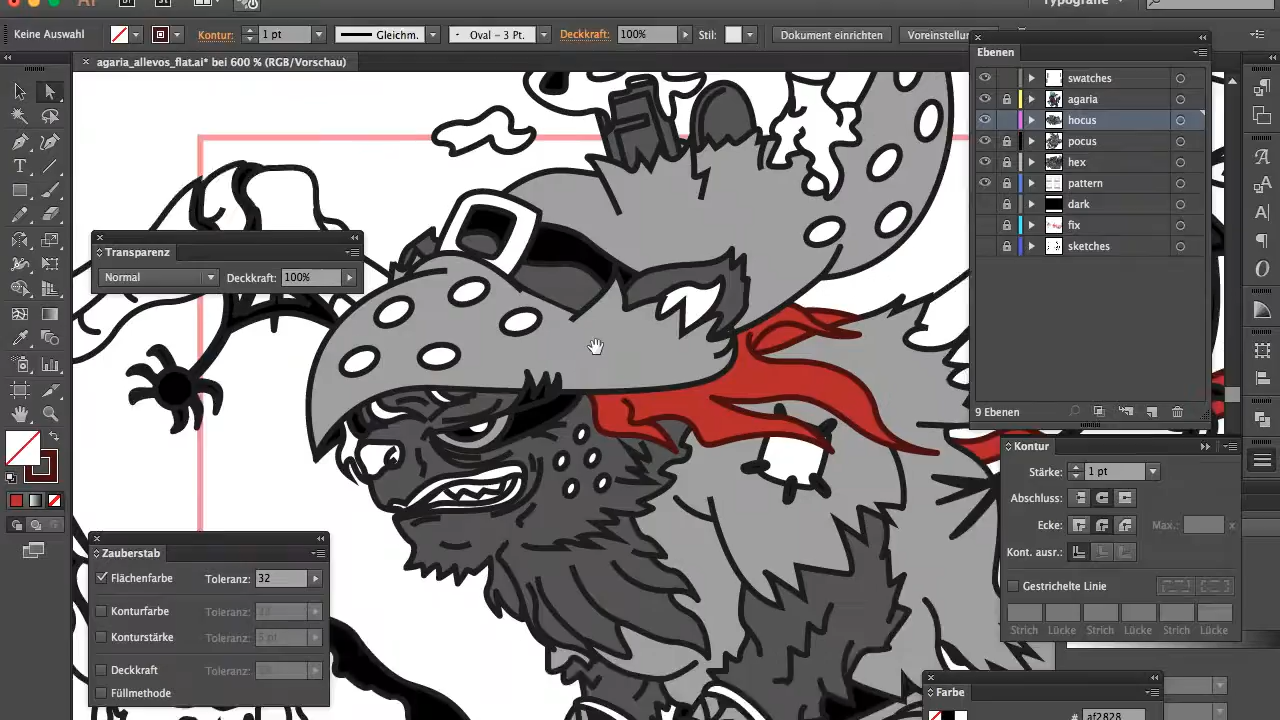 Typografie
Keine Auswahl
Kontur:
1 pt
Gleichm.
Oval – 3 Pt.
Deckkraft:
100%
Stil:
Dokument einrichten
Voreinstell
agaria_allevos_flat.ai* bei 600 % (RGB/Vorschau)
Ebenen
swatches
agaria
hocus
pocus
hex
pattern
dark
fix
sketches
9 Ebenen
Transparenz
Normal
Deckkraft:
100%
Kontur
Stärke:
1 pt
Abschluss:
Ecke:
Max.:
x
Kont. ausr.:
Gestrichelte Linie
Strich
Lücke
Strich
Lücke
Strich
Lücke
Zauberstab
Flächenfarbe
Toleranz:
32
Konturfarbe
Toleranz:
Konturstärke
Toleranz:
5 pt
Deckkraft
Toleranz:
Füllmethode
Farbe
#
af2828